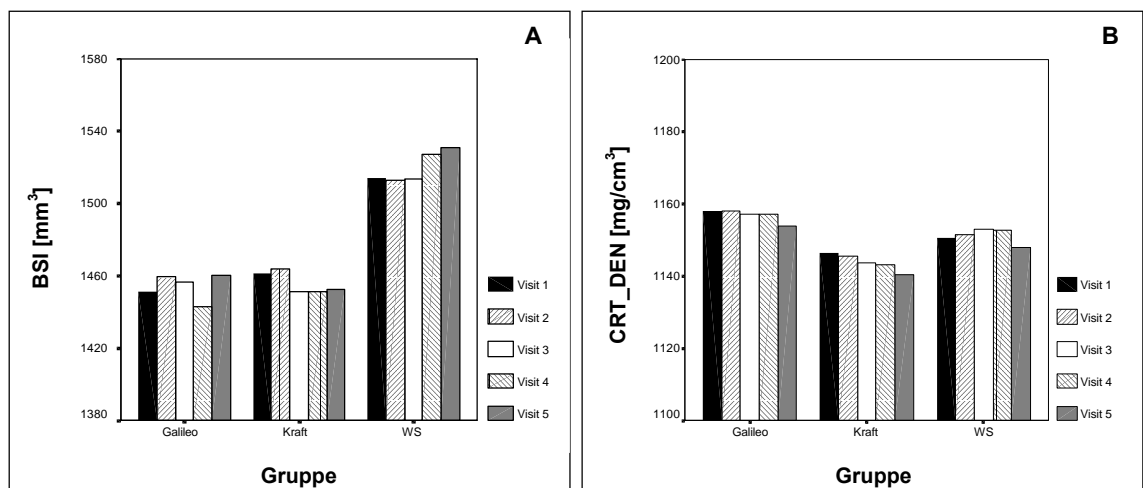 A
1580
1540
1500
1460
1420
1380
BSI [mm³]
Galileo Kraft WS
Gruppe
Visit 1
Visit 2
Visit 3
Visit 4
Visit 5
B
1200
1180
1160
1140
1120
1100
CRT_DEN [mg/cm³]
Galileo Kraft WS
Gruppe
Visit 1
Visit 2
Visit 3
Visit 4
Visit 5